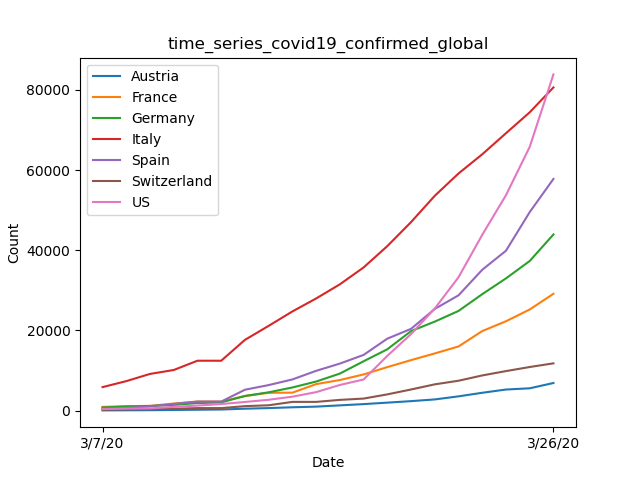 time_series_covid19_confirmed_global
Austria
France
Germany
Italy
Spain
Switzerland
US
80000
60000
40000
20000
0
Count
3/7/20
3/26/20
Date